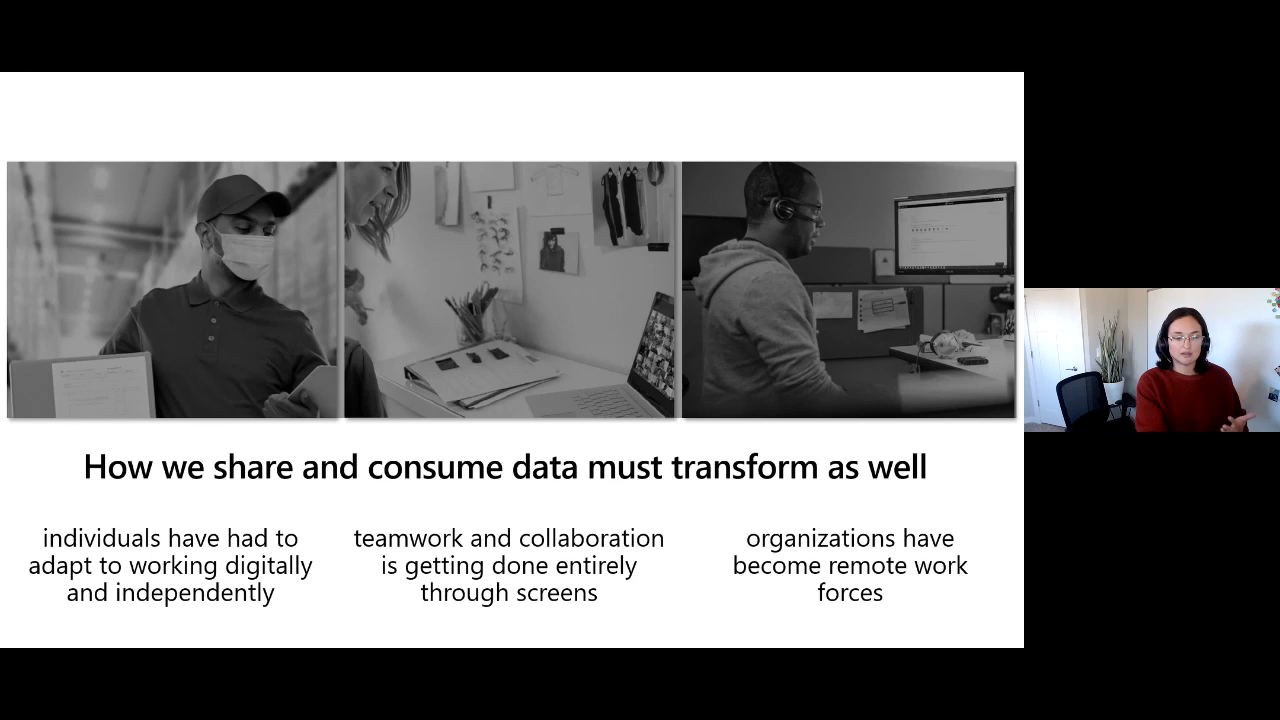 How we share and consume data must transform as well
individuals have had to
adapt to working digitally
and independently
teamwork and collaboration
is getting done entirely
through screens
organizations have
become remote work
forces